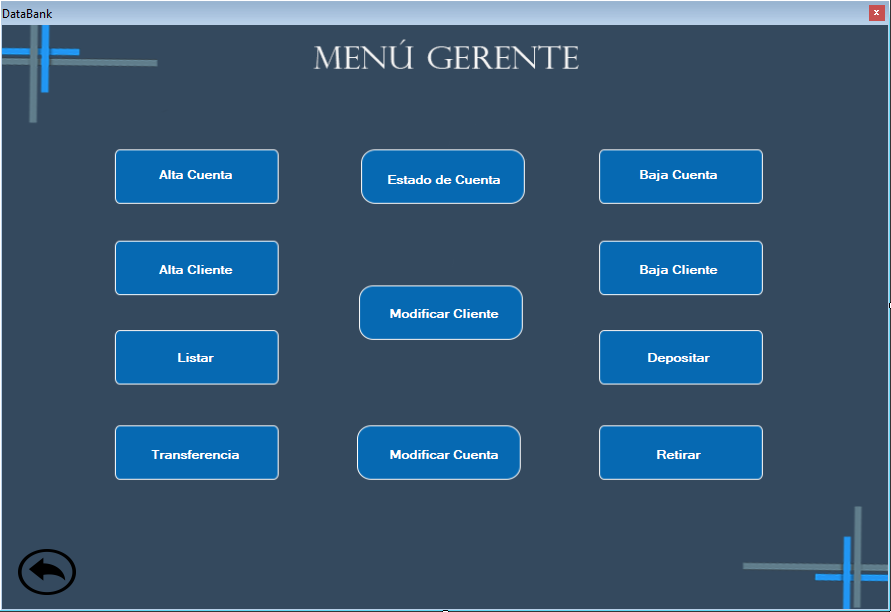 DataBank
MENÚ GERENTE
Alta Cuenta
Estado de Cuenta
Baja Cuenta
Alta Cliente
Baja Cliente
Modificar Cliente
Listar
Depositar
Transferencia
Modificar Cuenta
Retirar